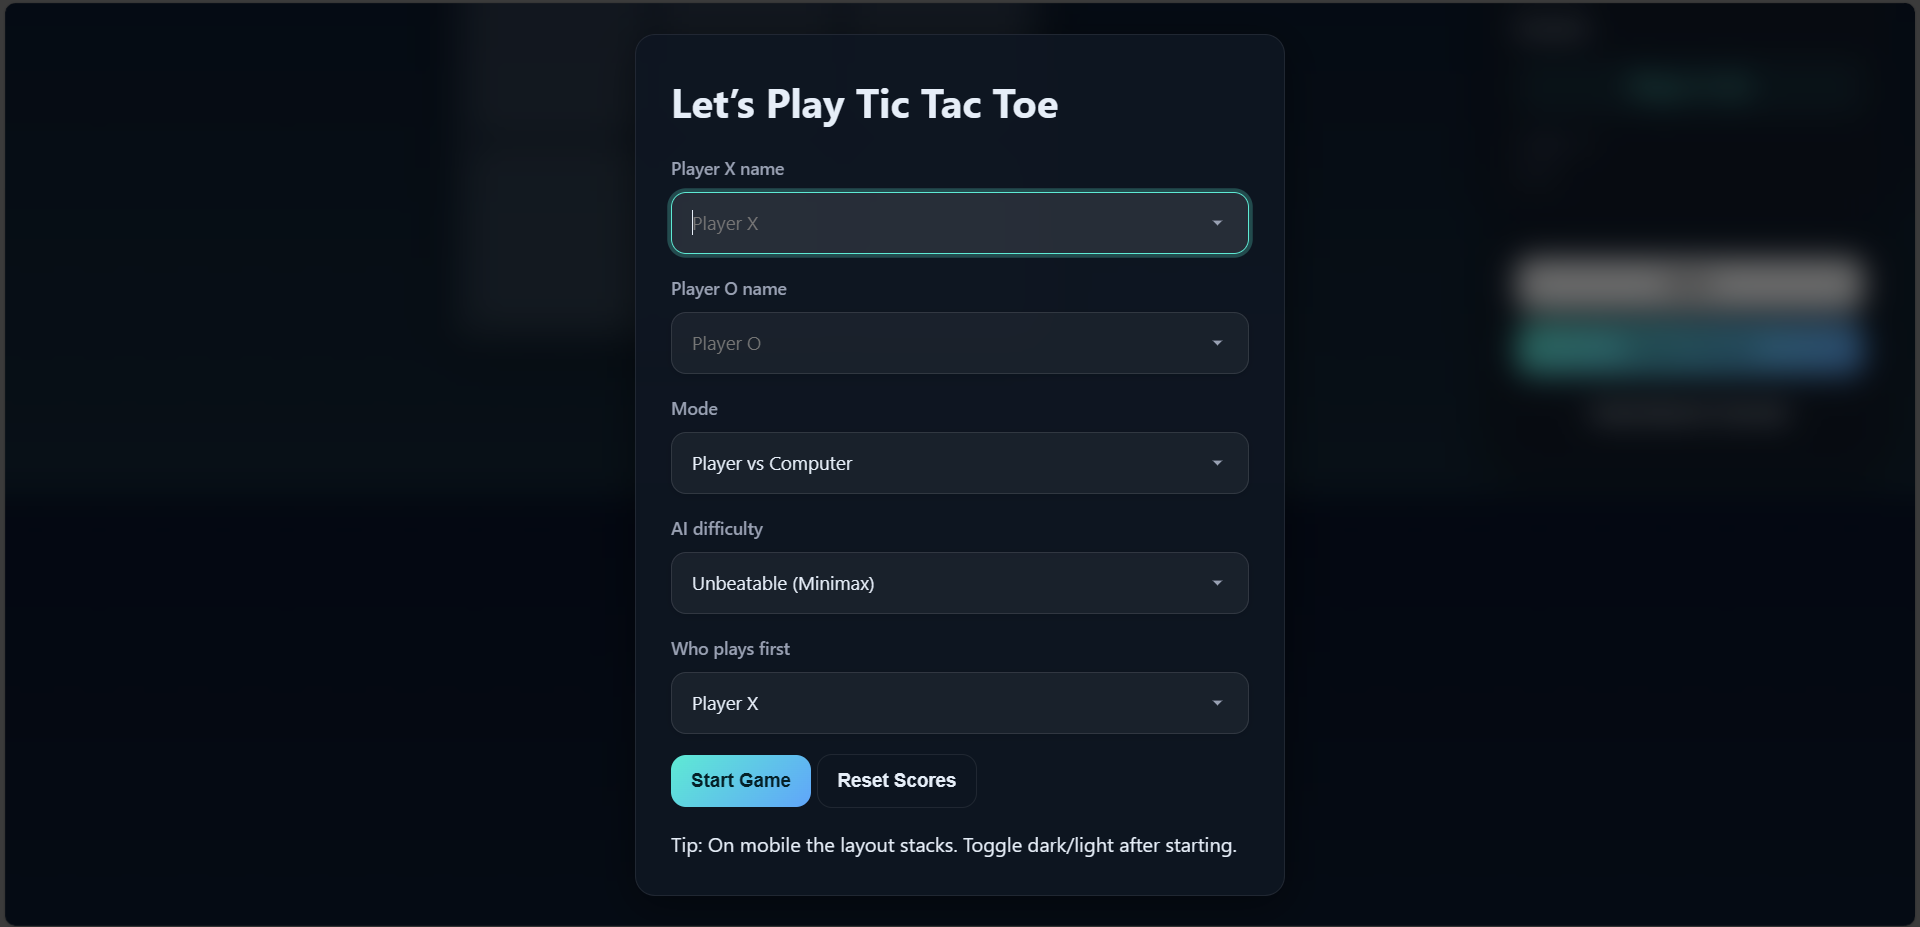 Let’s Play Tic Tac Toe
Player X name
Player X
Player O name
Player O
Mode
Player vs Computer
AI difficulty
Unbeatable (Minimax)
Who plays first
Player X
Start Game
Reset Scores
Tip: On mobile the layout stacks. Toggle dark/light after starting.